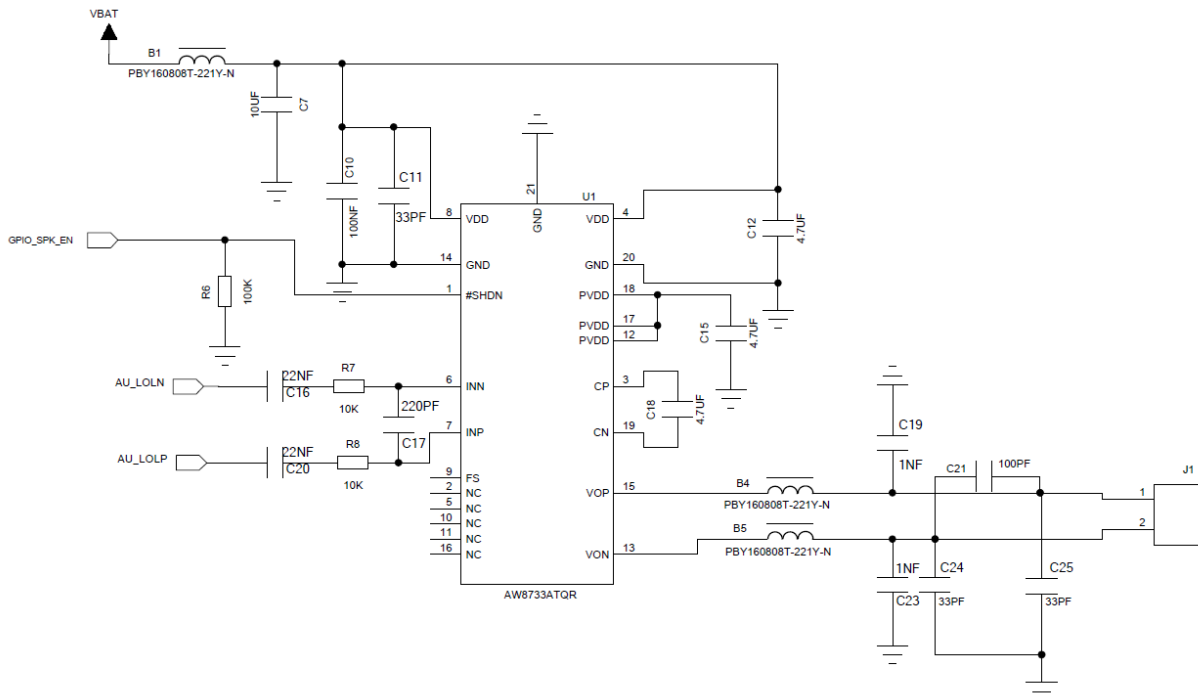 VBAT
B1
PBY160808T-221Y-N
10UF
C7
C10
100NF
C11
33PF
21
GND
U1
8
VDD
4
VDD
C12
4.7UF
GPIO_SPK_EN
R6
100K
14
GND
20
GND
1
#SHDN
18
PVDD
17
PVDD
12
PVDD
C15
4.7UF
AU_LOLN
22NF
C16
R7
10K
6
INN
220PF
C17
3
CP
C18
4.7UF
AU_LOLP
22NF
C20
R8
10K
7
INP
19
CN
C19
1NF
9
FS
2
NC
5
NC
10
NC
11
NC
16
NC
15
VOP
B4
PBY160808T-221Y-N
C21
100PF
J1
1
2
13
VON
B5
PBY160808T-221Y-N
1NF
C23
C24
33PF
C25
33PF
AW8733ATQR